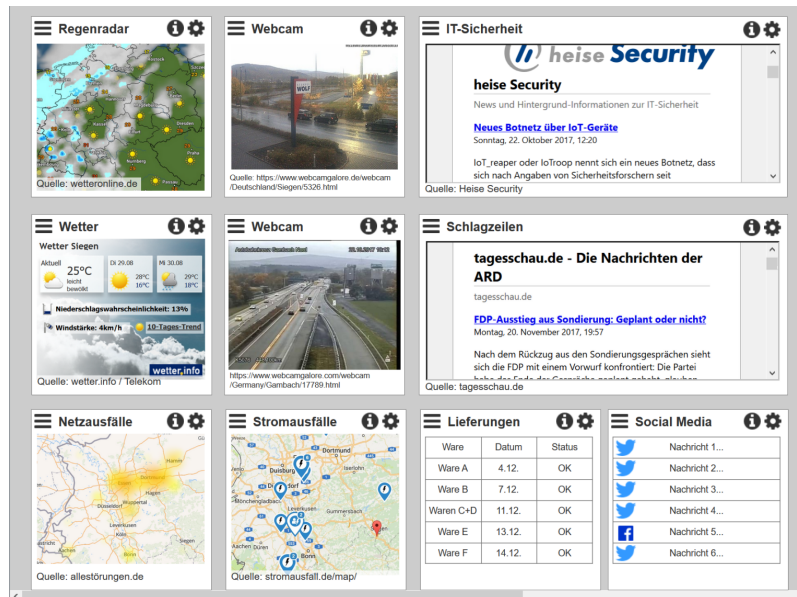 Regenradar
Quelle: wetteronline.de
Webcam
WOLF
Quelle: https://www.webcamgalore.de/webcam
/Deutschland/Siegen/5326.html
IT-Sicherheit
heise Security
heise Security
News und Hintergrund-Informationen zur IT-Sicherheit
Neues Botnetz über IoT-Geräte
Sonntag, 22. Oktober 2017, 12:20
IoT_reaper oder IoTroop nennt sich ein neues Botnetz, dass
sich nach Angaben von Sicherheitsforschern seit
Quelle: Heise Security
Wetter
Wetter Siegen
Aktuell
25°C
leicht
bewölkt
Di 29.08
28°C
16°C
Mi 30.08
29°C
18°C
Niederschlagswahrscheinlichkeit: 13%
Windstärke: 4km/h
10-Tages-Trend
wetter.info
Quelle: wetter.info / Telekom
Webcam
https://www.webcamgalore.com/webcam
/Germany/Gambach/17789.html
Schlagzeilen
tagesschau.de - Die Nachrichten der
ARD
tagesschau.de
FDP-Ausstieg aus Sondierung: Geplant oder nicht?
Montag, 20. November 2017, 19:57
Nach dem Rückzug aus den Sondierungsgesprächen sieht
sich die FDP mit einem Vorwurf konfrontiert: Die Partei
Quelle: tagesschau.de
Netzausfälle
Hagen
Wuppertal
Düsseldorf
Leverkusen
Köln
Siegen
Aachen
Bonn
Quelle: allestörungen.de
Stromausfälle
Dortmund
Duisburg
Iserlohn
Mönchengladbach
Leverkusen
Gummersbach
Aachen
Düren
Bonn
Quelle: stromausfall.de/map/
Lieferungen
Ware Datum Status
Ware A 4.12. OK
Ware B 7.12. OK
Waren C+D 11.12. OK
Ware E 13.12. OK
Ware F 14.12. OK
Social Media
Nachricht 1...
Nachricht 2...
Nachricht 3...
Nachricht 4...
Nachricht 5...
Nachricht 6...